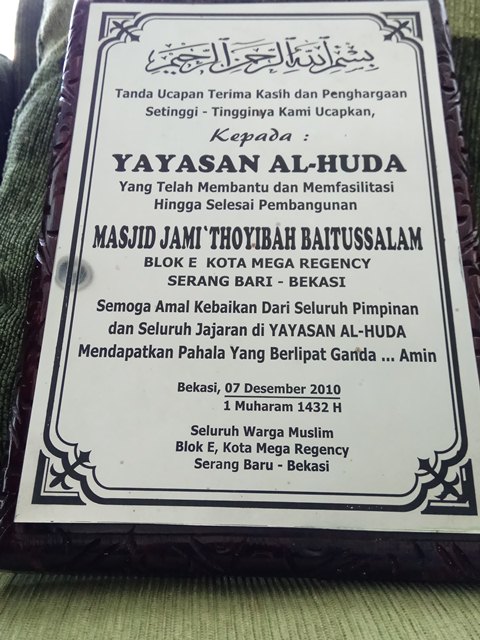 بسم الله الرحمن الرحيم
Tanda Ucapan Terima Kasih dan Penghargaan
Setinggi - Tingginya Kami Ucapkan,
Kepada :
YAYASAN AL-HUDA
Yang Telah Membantu dan Memfasilitasi
Hingga Selesai Pembangunan
MASJID JAMI`THOYIBAH BAITUSSALAM
BLOK E KOTA MEGA REGENCY
SERANG BARI - BEKASI
Semoga Amal Kebaikan Dari Seluruh Pimpinan
dan Seluruh Jajaran di YAYASAN AL-HUDA
Mendapatkan Pahala Yang Berlipat Ganda ... Amin
Bekasi, 07 Desember 2010
1 Muharam 1432 H
Seluruh Warga Muslim
Blok E, Kota Mega Regency
Serang Baru - Bekasi